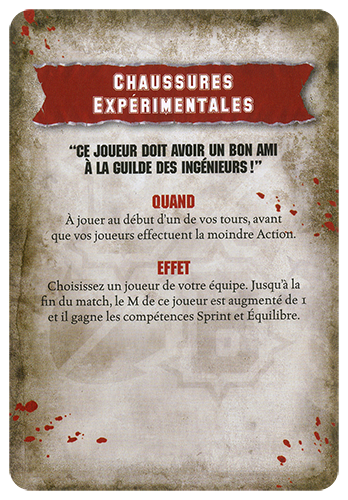 CHAUSSURES
EXPÉRIMENTALES
“CE JOUEUR DOIT AVOIR UN BON AMI
À LA GUILDE DES INGÉNIEURS !”
QUAND
À jouer au début d'un de vos tours, avant
que vos joueurs effectuent la moindre Action.
EFFET
Choisissez un joueur de votre équipe. Jusqu'à la
fin du match, le M de ce joueur est augmenté de 1
et il gagne les compétences Sprint et Équilibre.